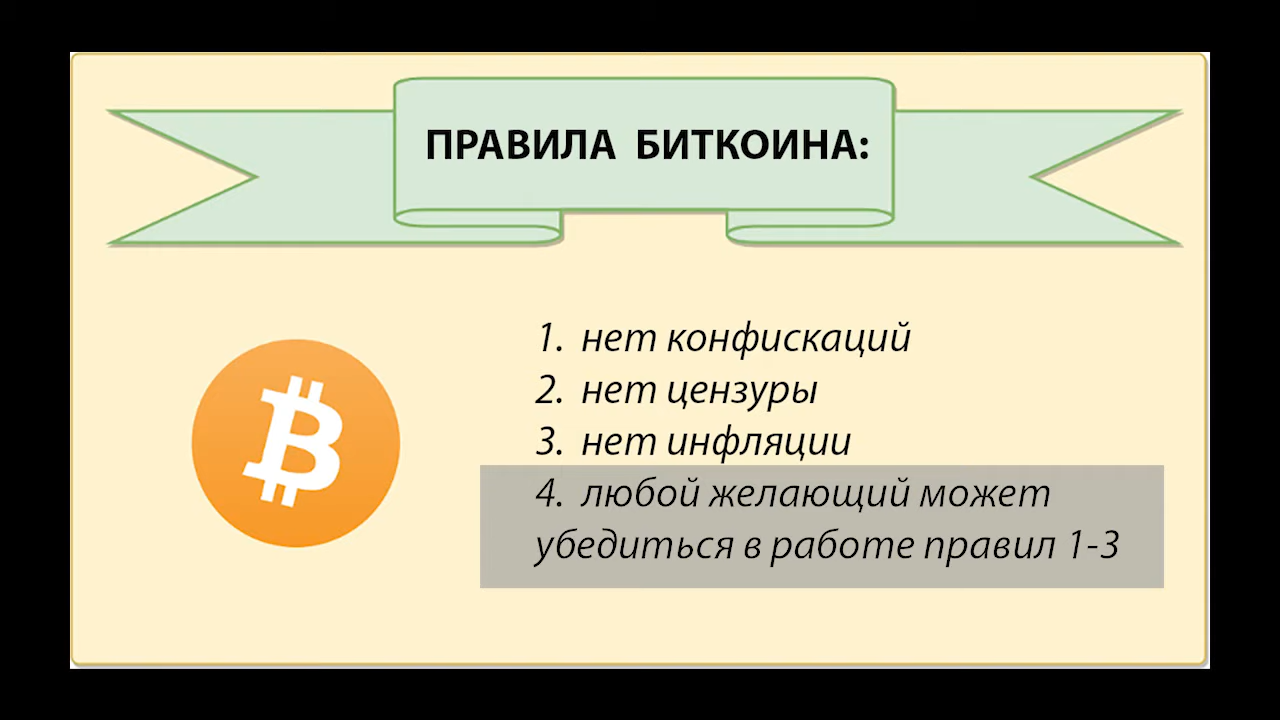 ПРАВИЛА БИТКОИНА:
1. нет конфискаций
2. нет цензуры
3. нет инфляции
4. любой желающий может
убедиться в работе правил 1-3